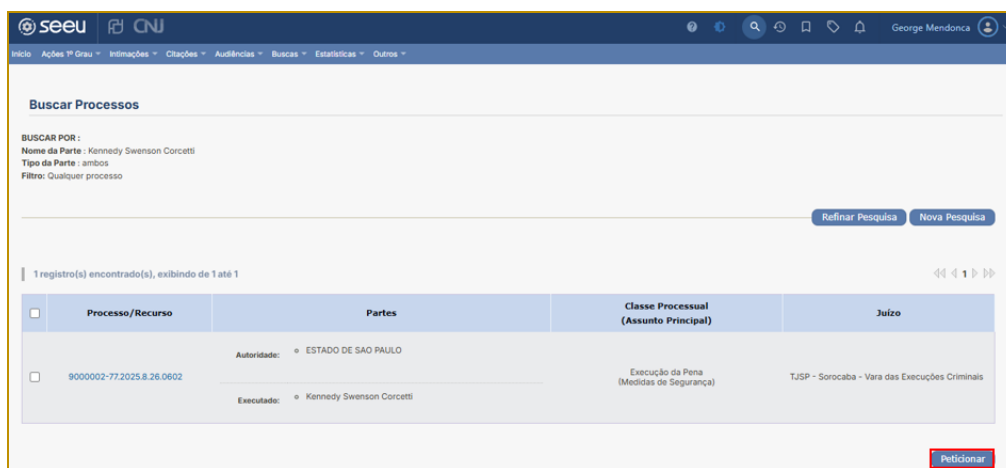 seeu CNJ George Mendonca
Início Ações 1º Grau Intimações Citações Audiências Buscas Estatísticas Outros
Buscar Processos
BUSCAR POR :
Nome da Parte : Kennedy Swenson Corcetti
Tipo da Parte : ambos
Filtro: Qualquer processo
Refinar Pesquisa Nova Pesquisa
1 registro(s) encontrado(s), exibindo de 1 até 1 1
Processo/Recurso Partes Classe Processual (Assunto Principal) Juízo
Autoridade: ESTADO DE SAO PAULO
9000002-77.2025.8.26.0602 Execução da Pena (Medidas de Segurança) TJSP - Sorocaba - Vara das Execuções Criminais
Executado: Kennedy Swenson Corcetti
Peticionar